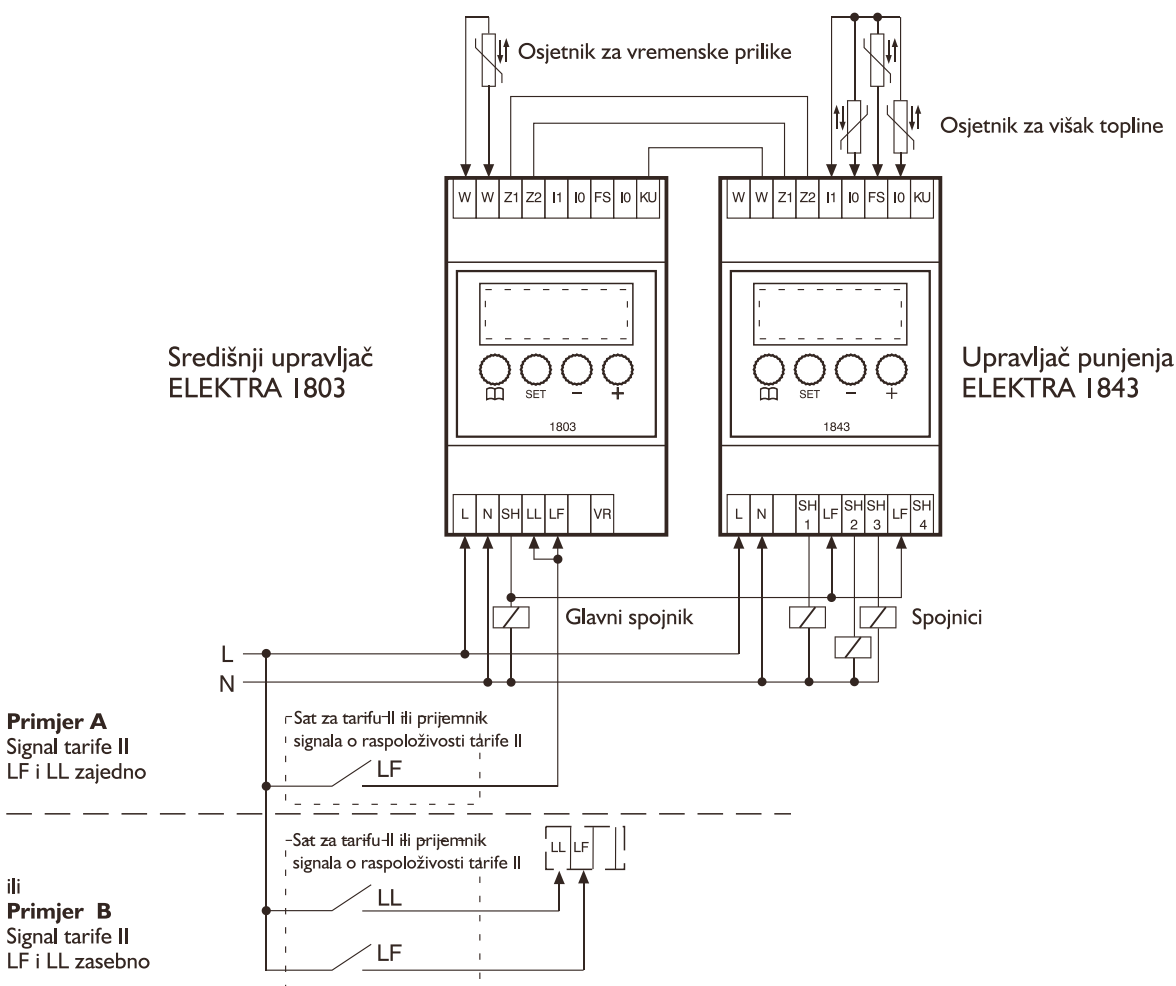 Osjetnik za vremenske prilike
Osjetnik za višak topline
W W Z1 Z2 I1 I0 FS I0 KU
W W Z1 Z2 I1 I0 FS I0 KU
Središnji upravljač
ELEKTRA 1803
SET − +
1803
SET − +
1843
Upravljač punjenja
ELEKTRA 1843
L N SH LL LF VR
L N SH 1 LF SH 2 SH 3 LF SH 4
Glavni spojnik
Spojnici
L
N
Primjer A
Signal tarife II
LF i LL zajedno
Sat za tarifu-II ili prijemnik
signala o raspoloživosti tarife II
LF
Sat za tarifu-II ili prijemnik
signala o raspoloživosti tarife II
LL LF
ili
Primjer B
Signal tarife II
LF i LL zasebno
LL
LF